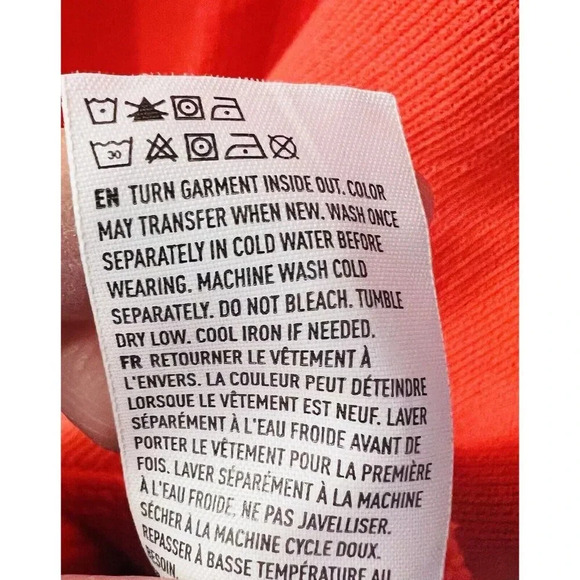 30
EN TURN GARMENT INSIDE OUT. COLOR
MAY TRANSFER WHEN NEW. WASH ONCE
SEPARATELY IN COLD WATER BEFORE
WEARING. MACHINE WASH COLD
SEPARATELY. DO NOT BLEACH. TUMBLE
DRY LOW. COOL IRON IF NEEDED.
FR RETOURNER LE VÊTEMENT À
L'ENVERS. LA COULEUR PEUT DÉTEINDRE
LORSQUE LE VÊTEMENT EST NEUF. LAVER
SÉPARÉMENT À L'EAU FROIDE AVANT DE
PORTER LE VÊTEMENT POUR LA PREMIÈRE
FOIS. LAVER SÉPARÉMENT À LA MACHINE
À L'EAU FROIDE, NE PAS JAVELLISER.
SÉCHER À LA MACHINE CYCLE DOUX.
REPASSER À BASSE TEMPÉRATURE AU
BESOIN.